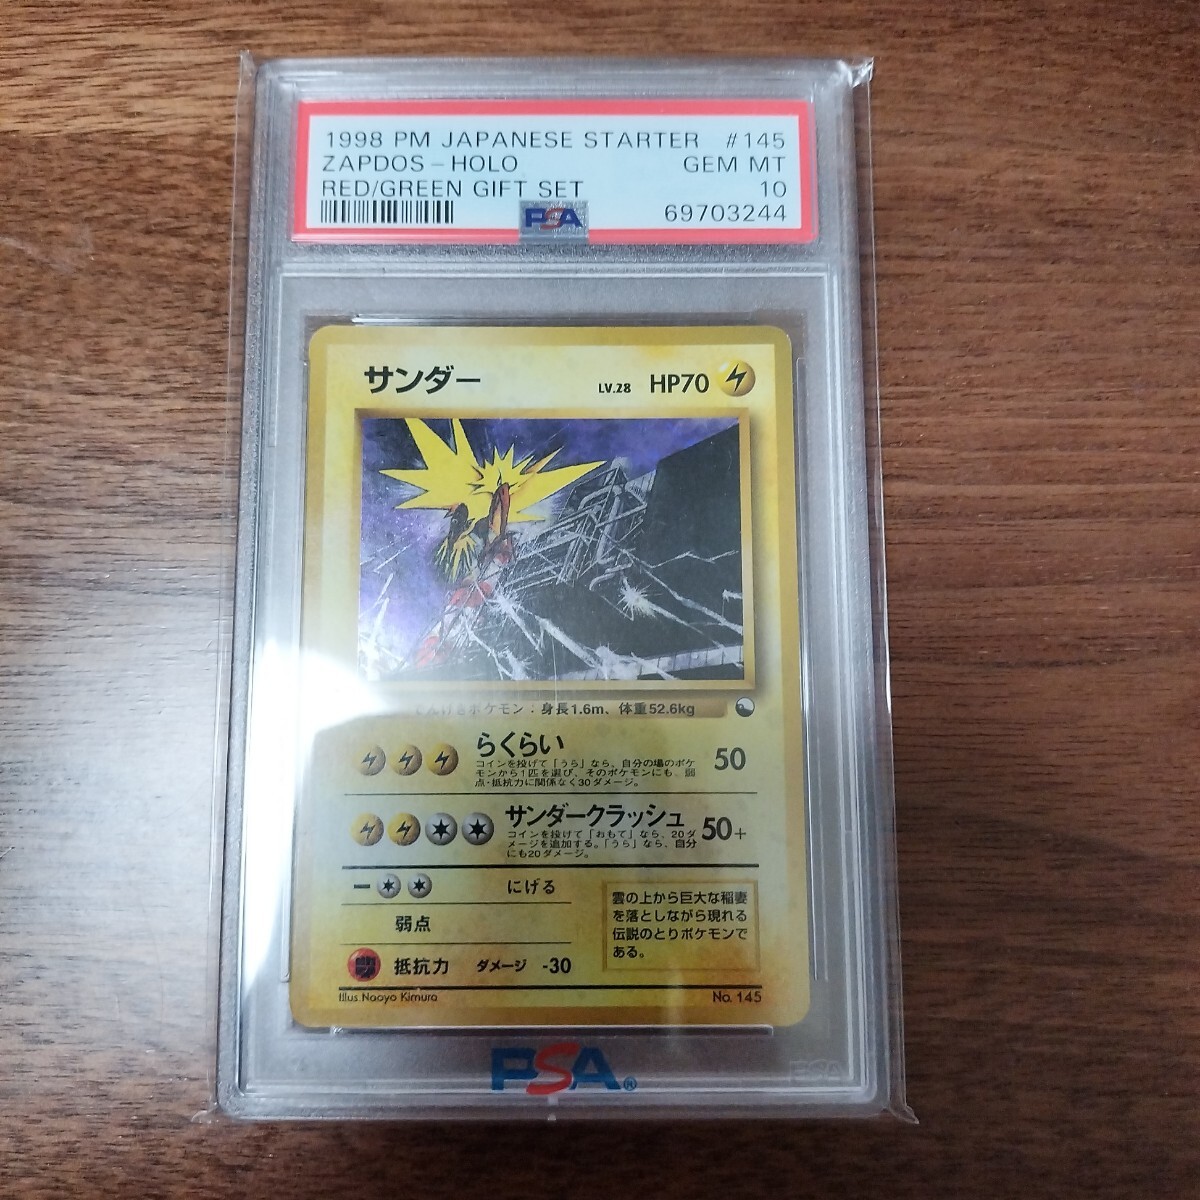 1998 PM JAPANESE STARTER #145
ZAPDOS-HOLO GEM MT
RED/GREEN GIFT SET 10
PSA 69703244
サンダー LV.28 HP70
でんげきポケモン：身長1.6m、体重52.6kg
らくらい 50
コインを投げて「うら」なら、自分の場のポケ
モンから1匹を選び、そのポケモンにも、弱
点・抵抗力に関係なく30ダメージ。
サンダークラッシュ 50+
コインを投げて「おもて」なら、20ダ
メージを追加する。「うら」なら、自分
にも20ダメージ。
にげる
弱点
抵抗力 ダメージ -30
雲の上から巨大な稲妻
を落としながら現れる
伝説のとりポケモンで
ある。
Illus. Naoyo Kimura No. 145
PSA®